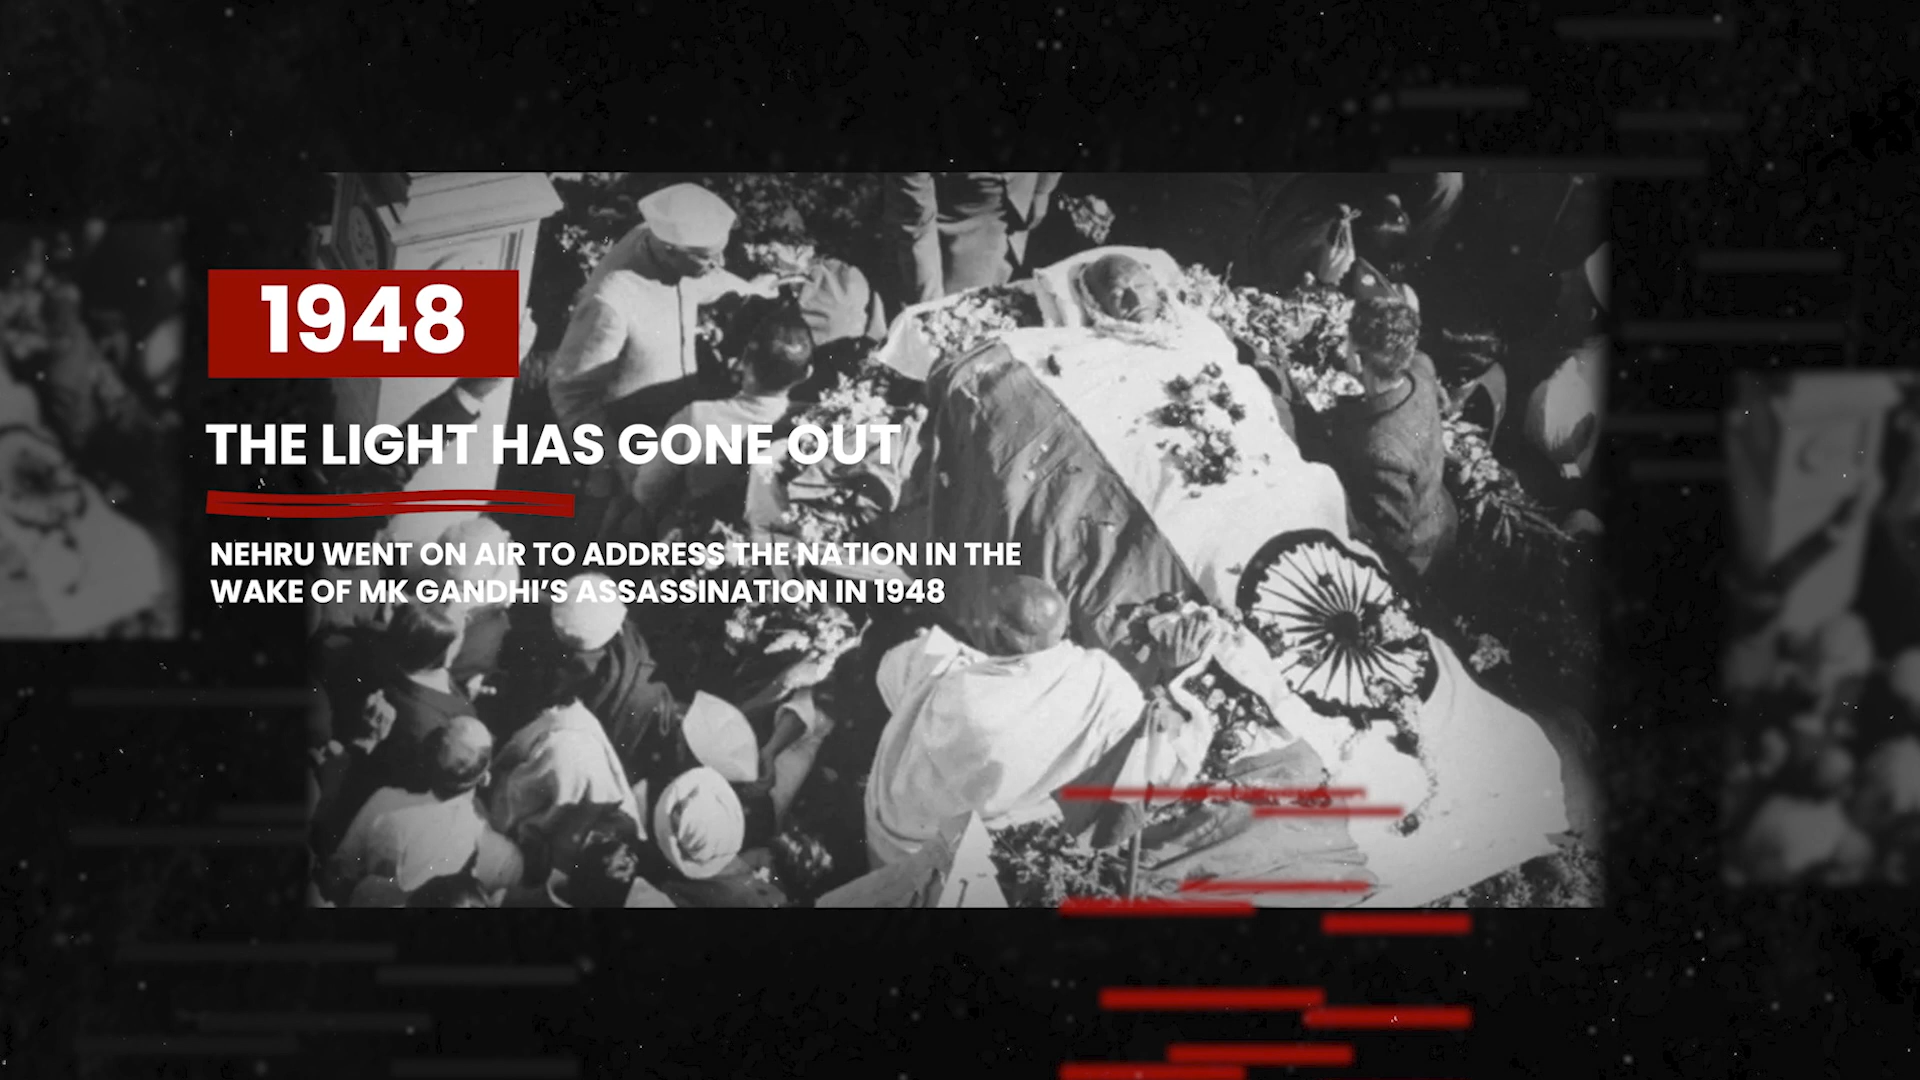 1948
THE LIGHT HAS GONE OUT
NEHRU WENT ON AIR TO ADDRESS THE NATION IN THE
WAKE OF MK GANDHI’S ASSASSINATION IN 1948